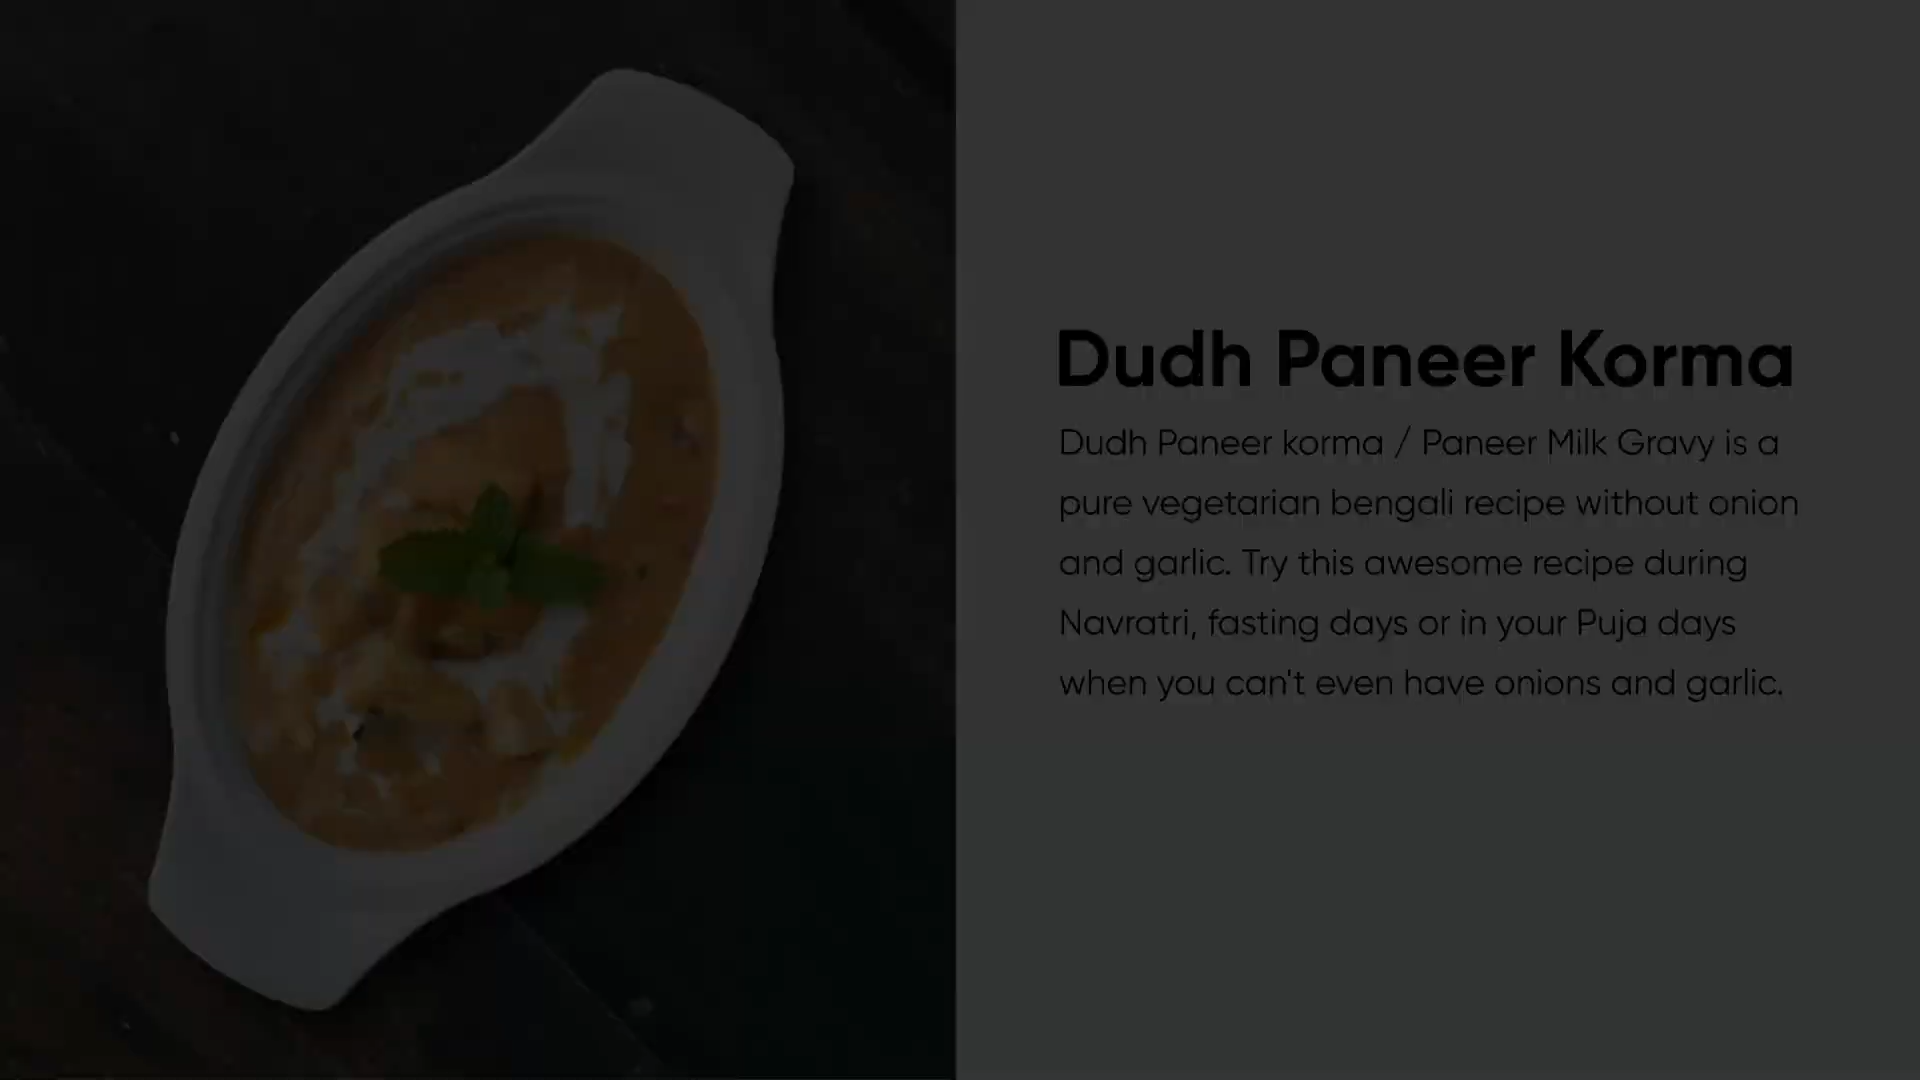 Dudh Paneer Korma
Dudh Paneer korma / Paneer Milk Gravy is a
pure vegetarian bengali recipe without onion
and garlic. Try this awesome recipe during
Navratri, fasting days or in your Puja days
when you can't even have onions and garlic.